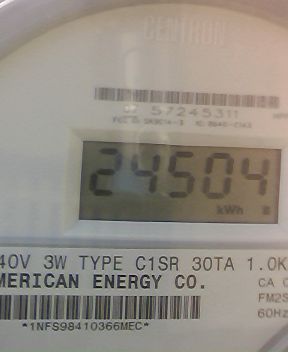 CENTRON
57245311
24504
kWh
40V 3W TYPE C1SR 30TA 1.0K
MERICAN ENERGY CO.
CA 
FM2S
60Hz
*1NFS98410366MEC*